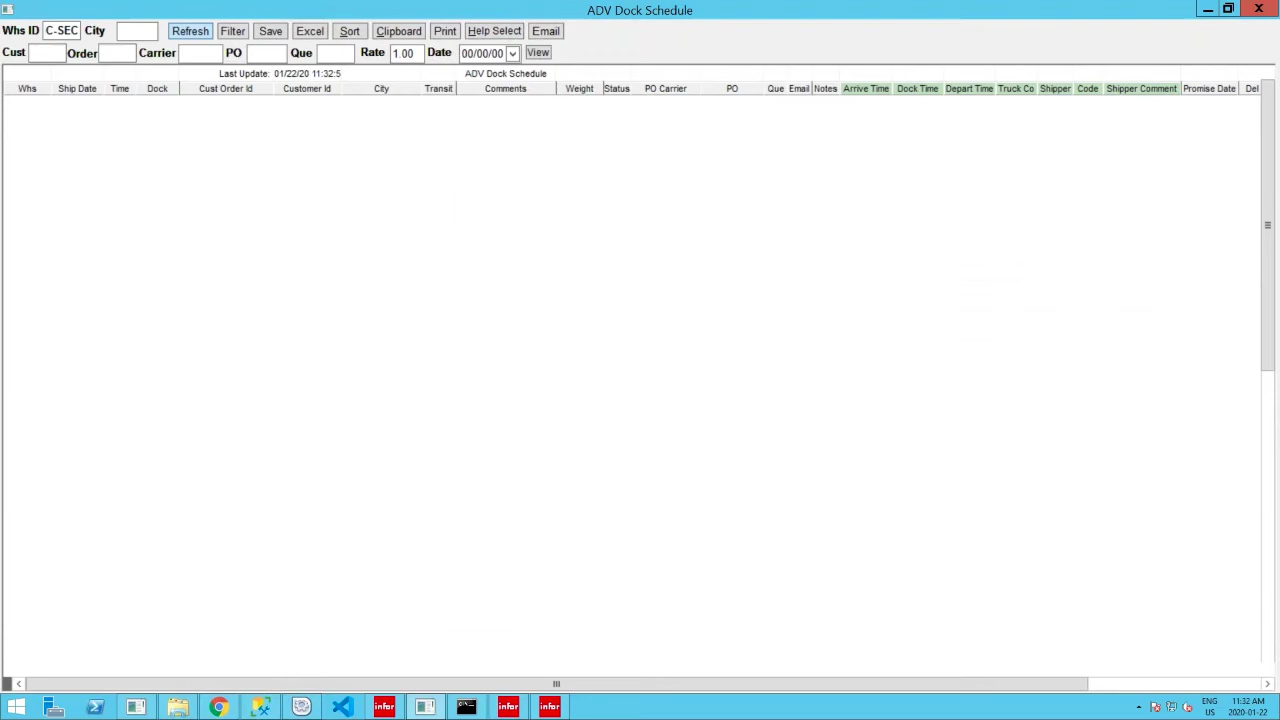 ADV Dock Schedule
Whs ID C-SEC City Refresh Filter Save Excel Sort Clipboard Print Help Select Email
Cust Order Carrier PO Que Rate 1.00 Date 00/00/00 View
Last Update: 01/22/20 11:32:5 ADV Dock Schedule
Whs Ship Date Time Dock Cust Order Id Customer Id City Transit Comments Weight Status PO Carrier PO Que Email Notes Arrive Time Dock Time Depart Time Truck Co Shipper Code Shipper Comment Promise Date Del
infor infor infor ENG 11:32 AM
US 2020-01-22